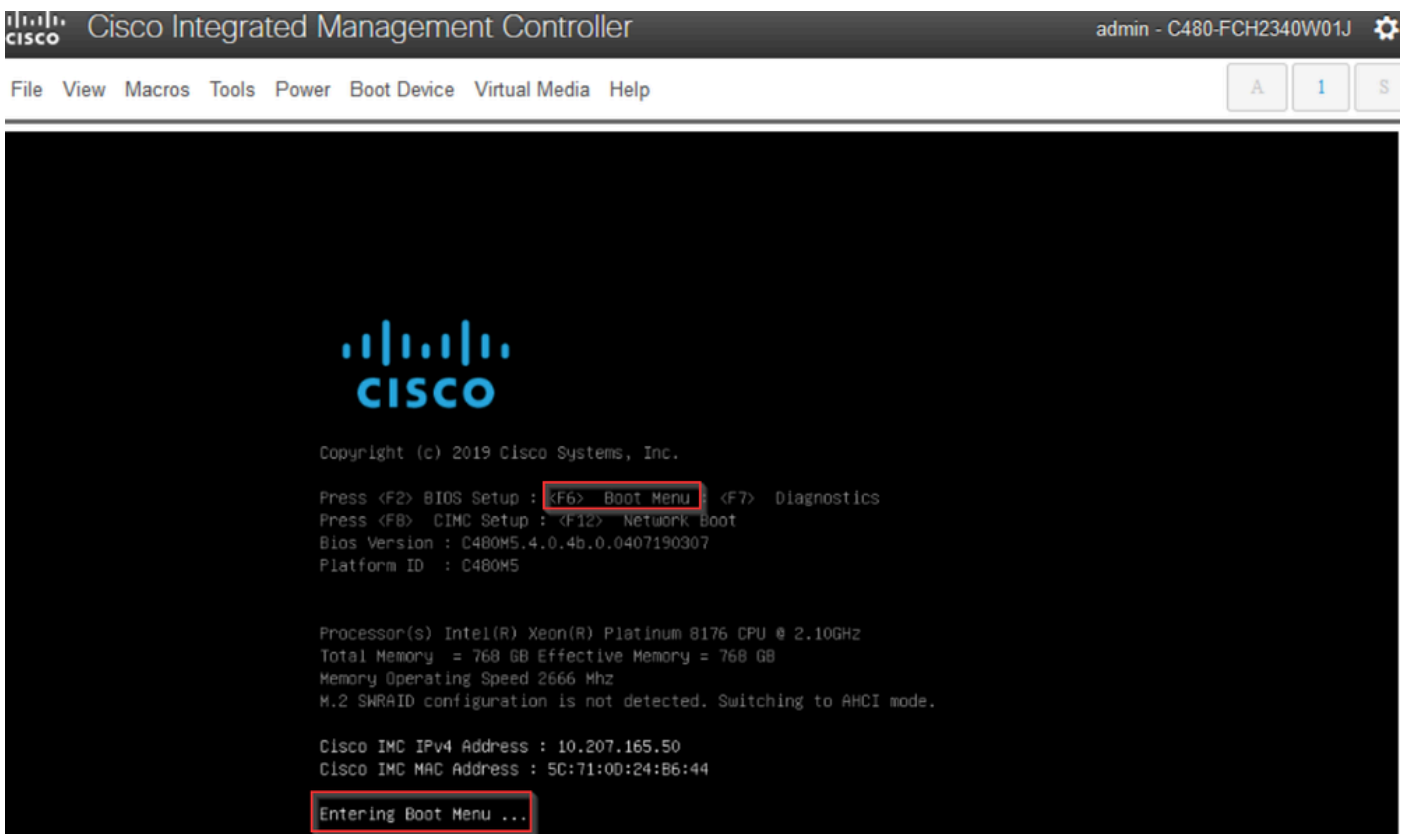 cisco Cisco Integrated Management Controller admin - C480-FCH2340W01J
File View Macros Tools Power Boot Device Virtual Media Help A 1 S
CISCO
Copyright (c) 2019 Cisco Systems, Inc.
Press <F2> BIOS Setup : <F6> Boot Menu : <F7> Diagnostics
Press <F8> CIMC Setup : <F12> Network Boot
Bios Version : C480M5.4.0.4b.0.0407190307
Platform ID : C480M5
Processor(s) Intel(R) Xeon(R) Platinum 8176 CPU @ 2.10GHz
Total Memory = 768 GB Effective Memory = 768 GB
Memory Operating Speed 2666 Mhz
M.2 SWRAID configuration is not detected. Switching to AHCI mode.
Cisco IMC IPv4 Address : 10.207.165.50
Cisco IMC MAC Address : 5C:71:0D:24:B6:44
Entering Boot Menu ...